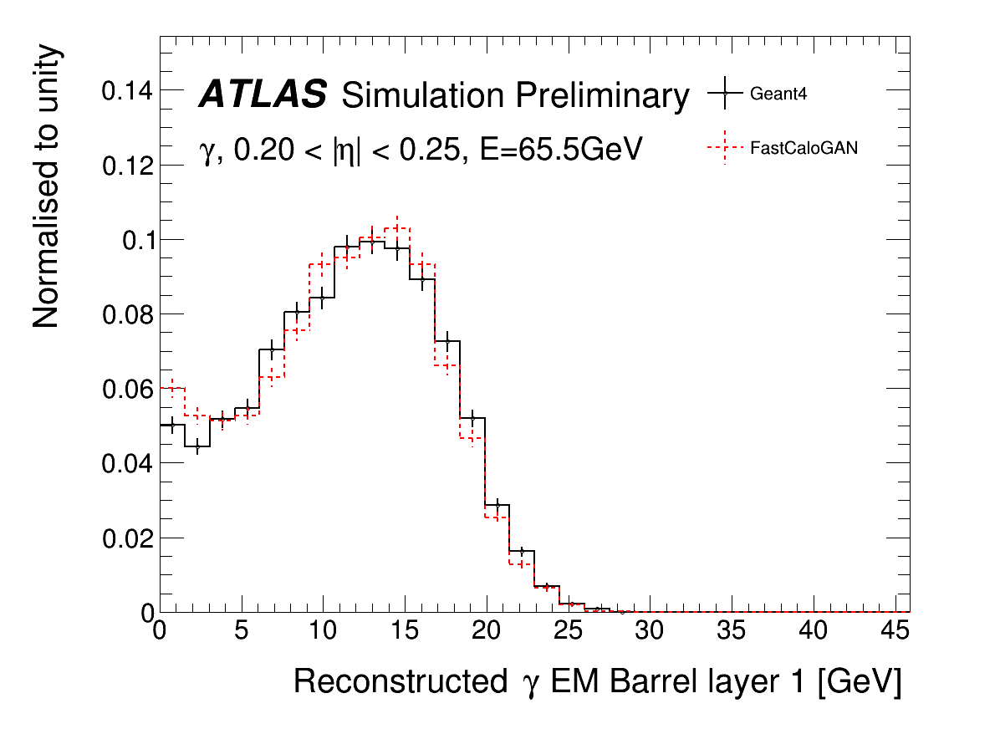 Normalised to unity
ATLAS Simulation Preliminary
γ, 0.20 < |η| < 0.25, E=65.5GeV
Geant4
FastCaloGAN
0.14
0.12
0.1
0.08
0.06
0.04
0.02
0
0 5 10 15 20 25 30 35 40 45
Reconstructed γ EM Barrel layer 1 [GeV]